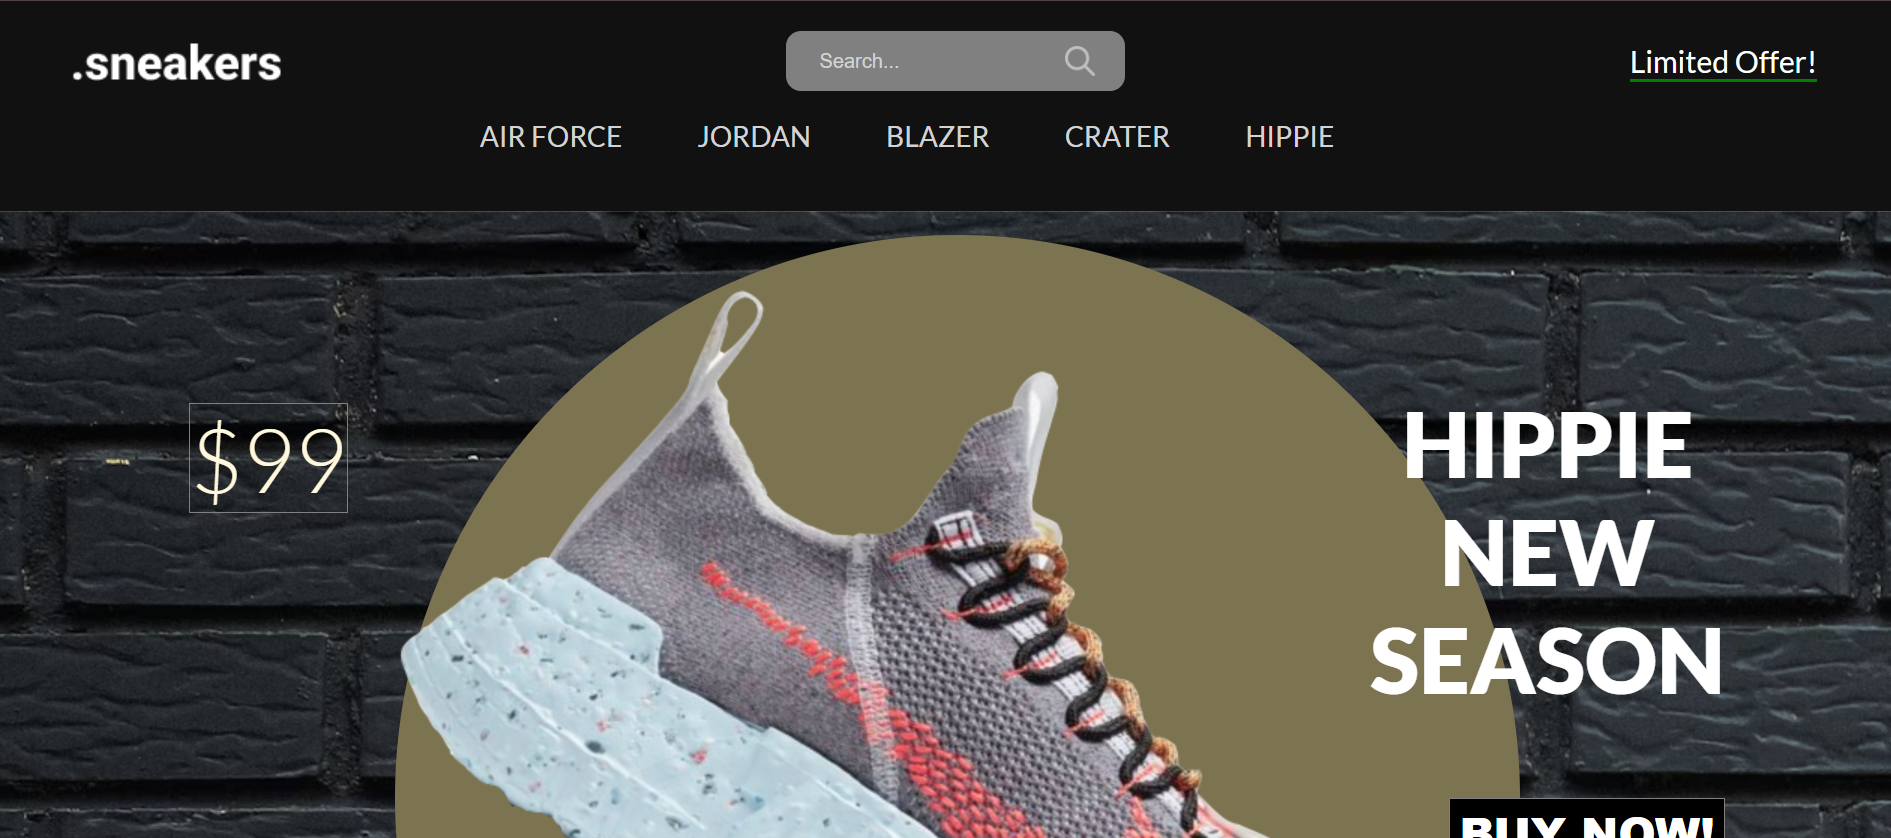 .sneakers
Search...
Limited Offer!
AIR FORCE
JORDAN
BLAZER
CRATER
HIPPIE
$99
HIPPIE
NEW
SEASON
BUY NOW!